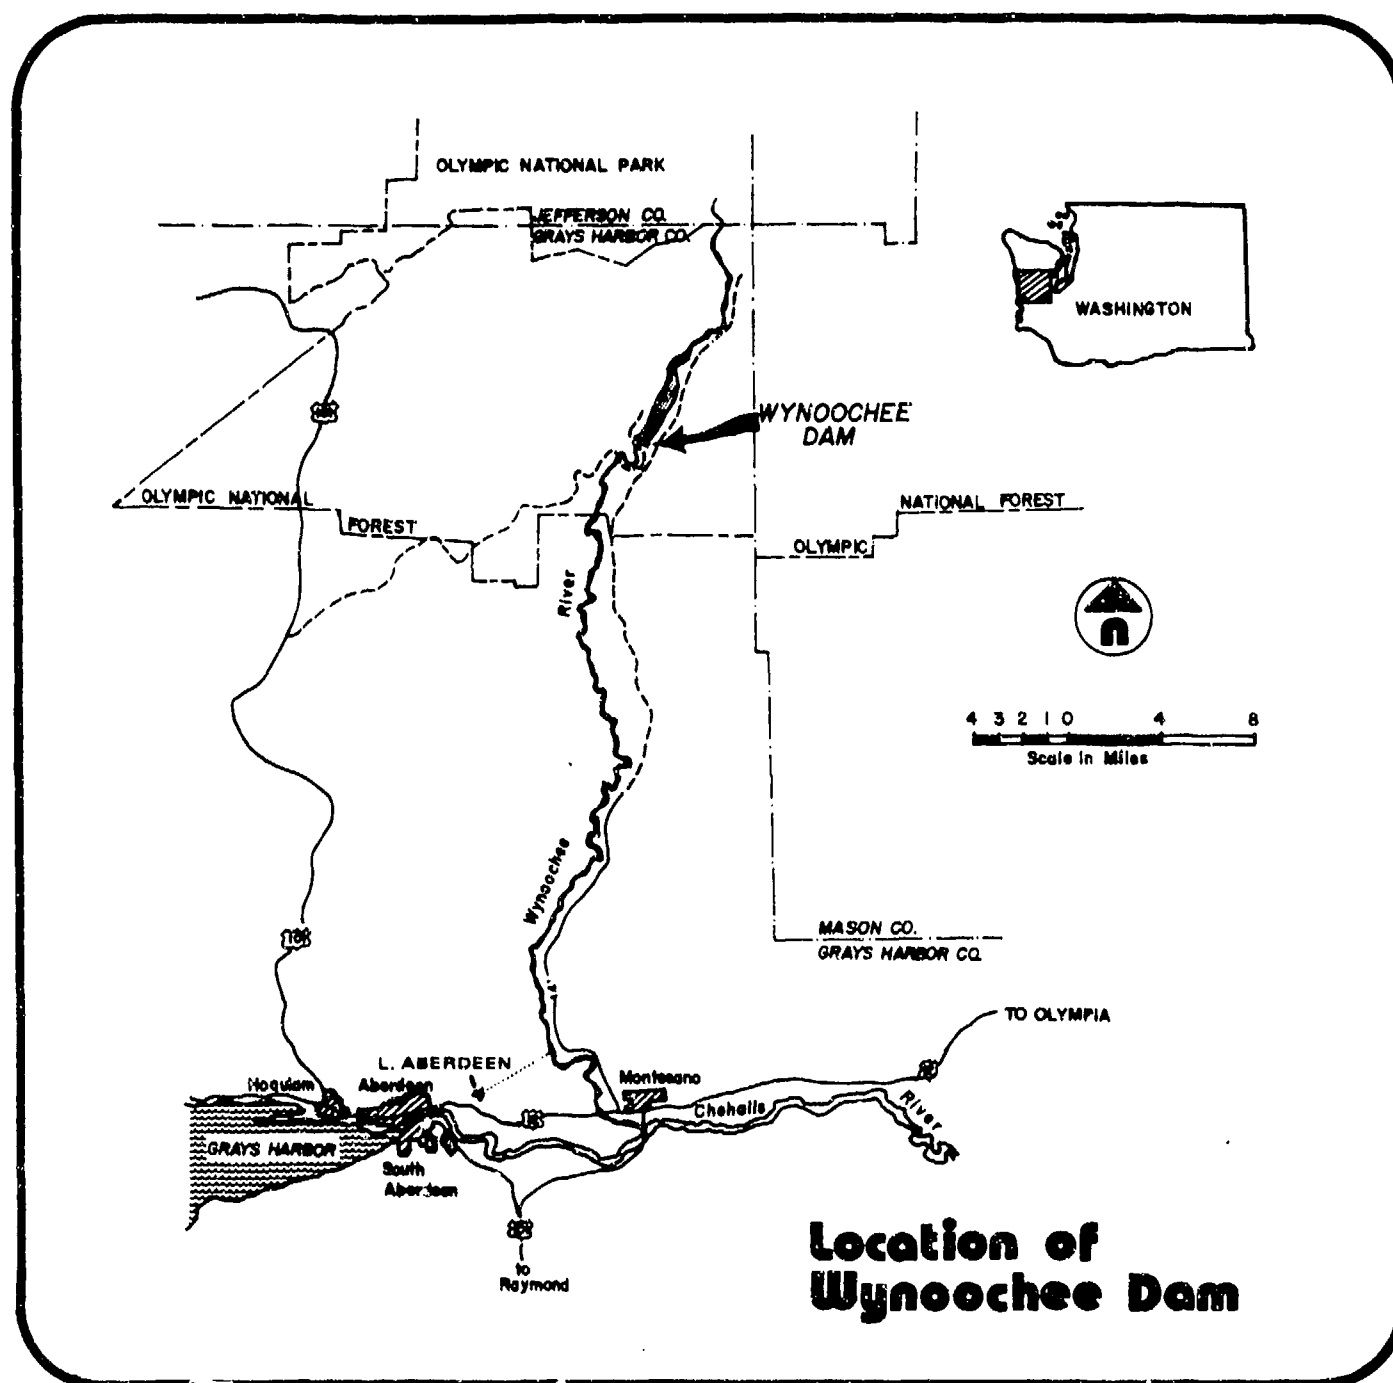 OLYMPIC NATIONAL PARK
JEFFERSON CO.
GRAYS HARBOR CO.
WASHINGTON
WYNOOCHEE
DAM
OLYMPIC NATIONAL
FOREST
NATIONAL FOREST
OLYMPIC
River
n
4 3 2 1 0 4 8
Scale in Miles
Wynoochee
101
MASON CO.
GRAYS HARBOR CO.
TO OLYMPIA
L. ABERDEEN
Hoquiam
Aberdeen
Montesano
Chehalis
River
12
GRAYS HARBOR
South
Aberdeen
to
Raymond
Location of
Wynoochee Dam